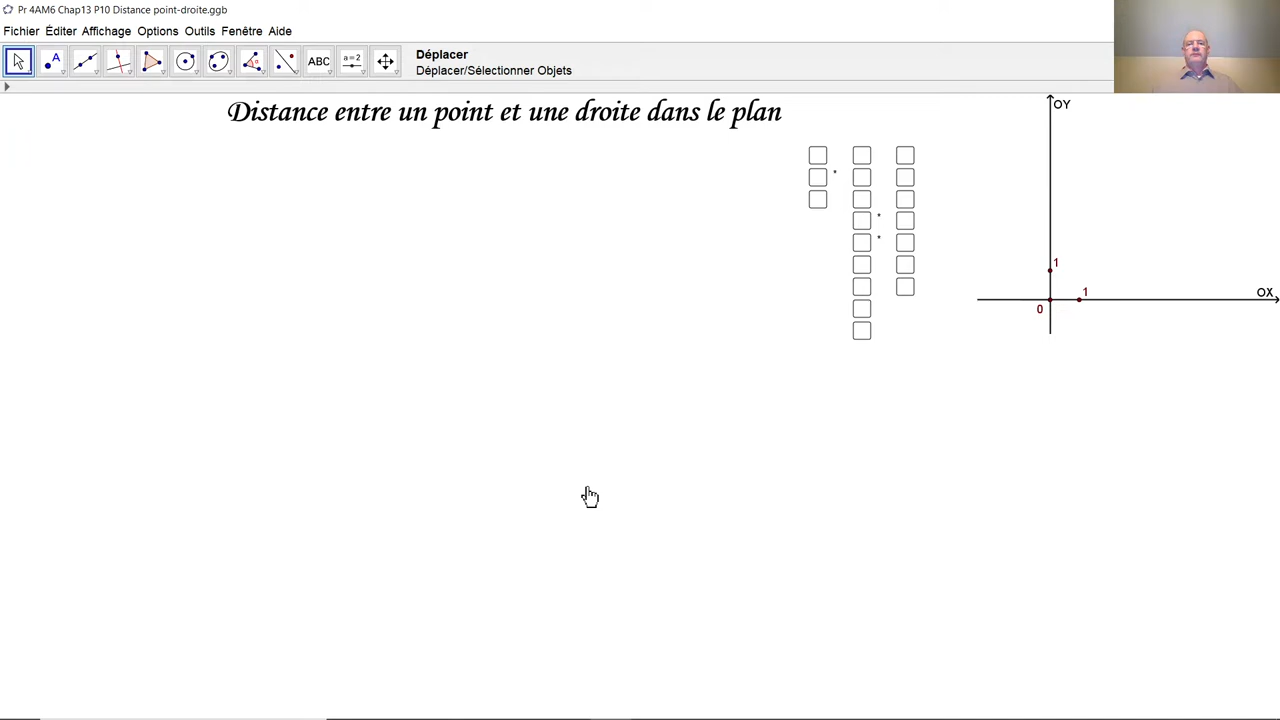 Pr 4AM6 Chap13 P10 Distance point-droite.ggb
Fichier Éditer Affichage Options Outils Fenêtre Aide
A
α
ABC
a=2
Déplacer
Déplacer/Sélectionner Objets
Distance entre un point et une droite dans le plan
*
*
*
OY
1
1
OX
0